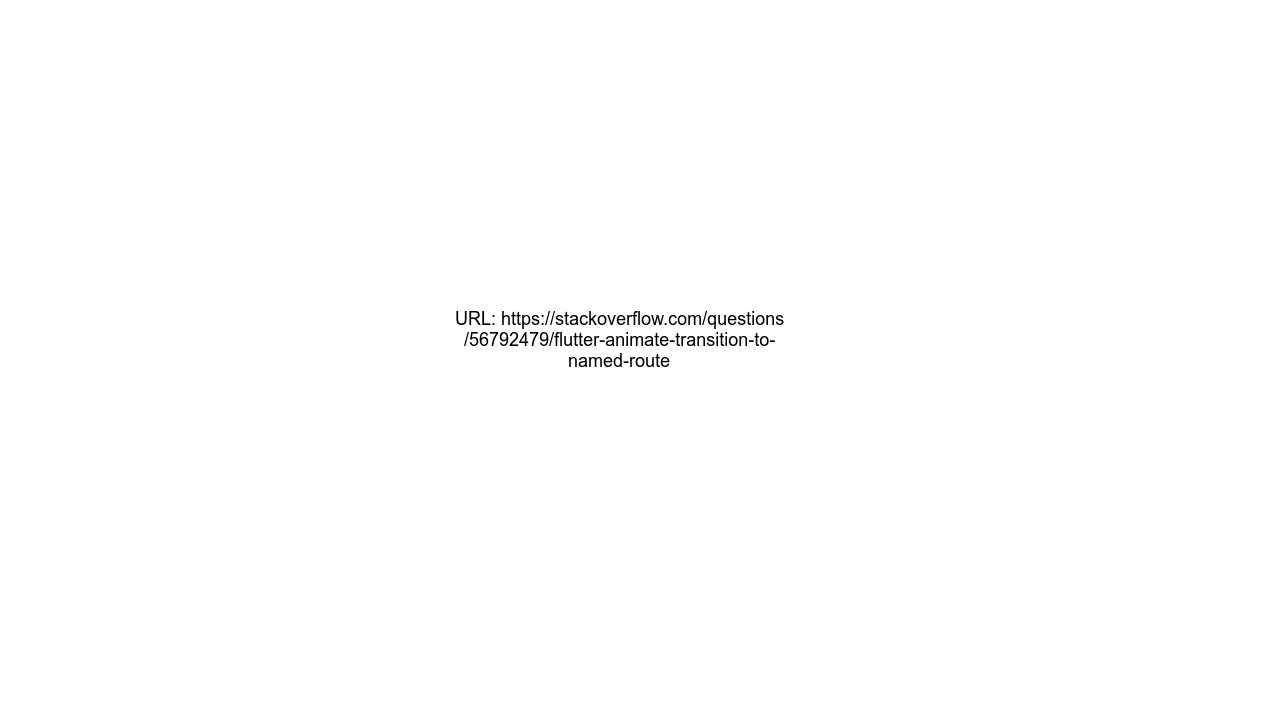 URL: https://stackoverflow.com/questions
/56792479/flutter-animate-transition-to-
named-route